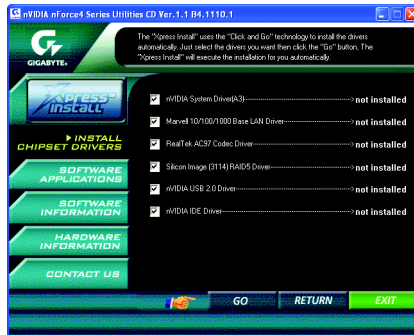 nVIDIA nForce4 Series Utilities CD Ver.1.1 B4.1110.1
GIGABYTE
The "Xpress Install" uses the "Click and Go" technology to install the drivers
automatically. Just select the drivers you want then click the "Go" button. The
"Xpress Install" will execute the installation for you automatically.
Xpress-
install
INSTALL
CHIPSET DRIVERS
SOFTWARE
APPLICATIONS
SOFTWARE
INFORMATION
HARDWARE
INFORMATION
CONTACT US
nVIDIA System Driver(A3) not installed
Marvel 10/100/1000 Base LAN Driver not installed
RealTek AC97 Codec Driver not installed
Silicon Image (3114) RAID5 Driver not installed
nVIDIA USB 2.0 Driver not installed
nVIDIA IDE Driver not installed
GO
RETURN
EXIT